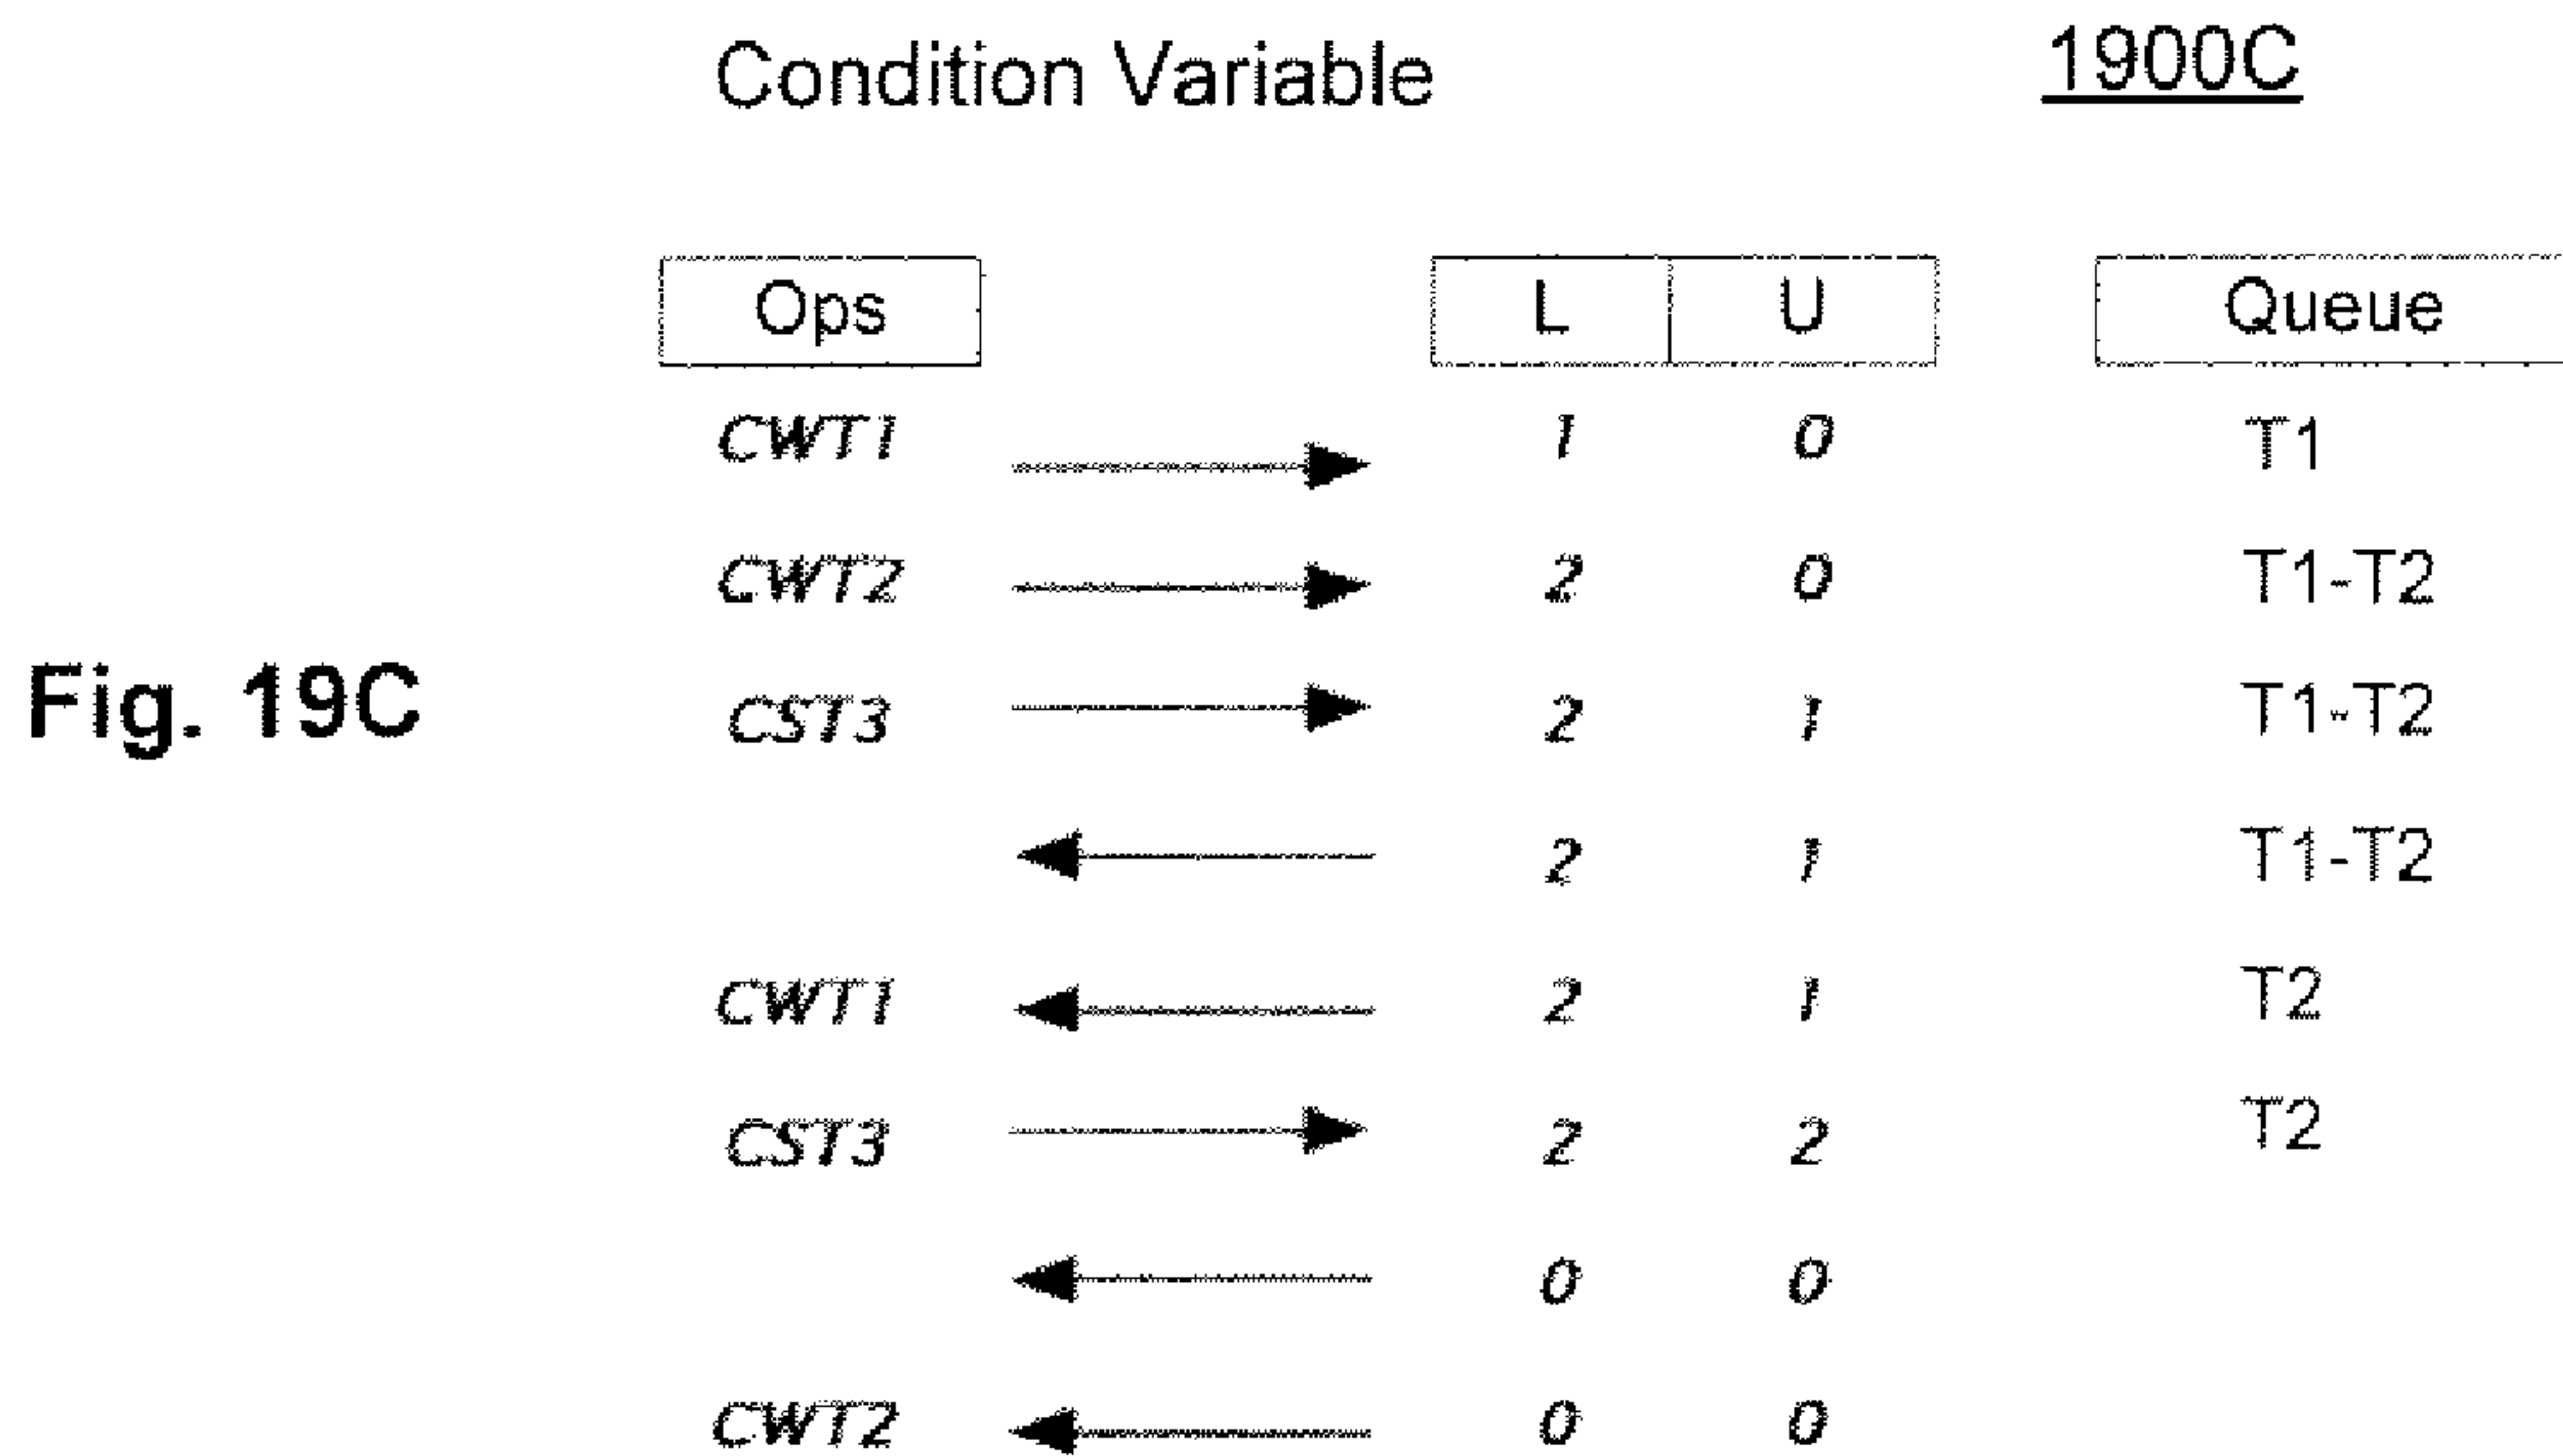 Condition Variable 1900C
Ops L U Queue
CWT1 1 0 T1
CWT2 2 0 T1-T2
Fig. 19C CST3 2 1 T1-T2
2 1 T1-T2
CWT1 2 1 T2
CST3 2 2 T2
0 0
CWT2 0 0